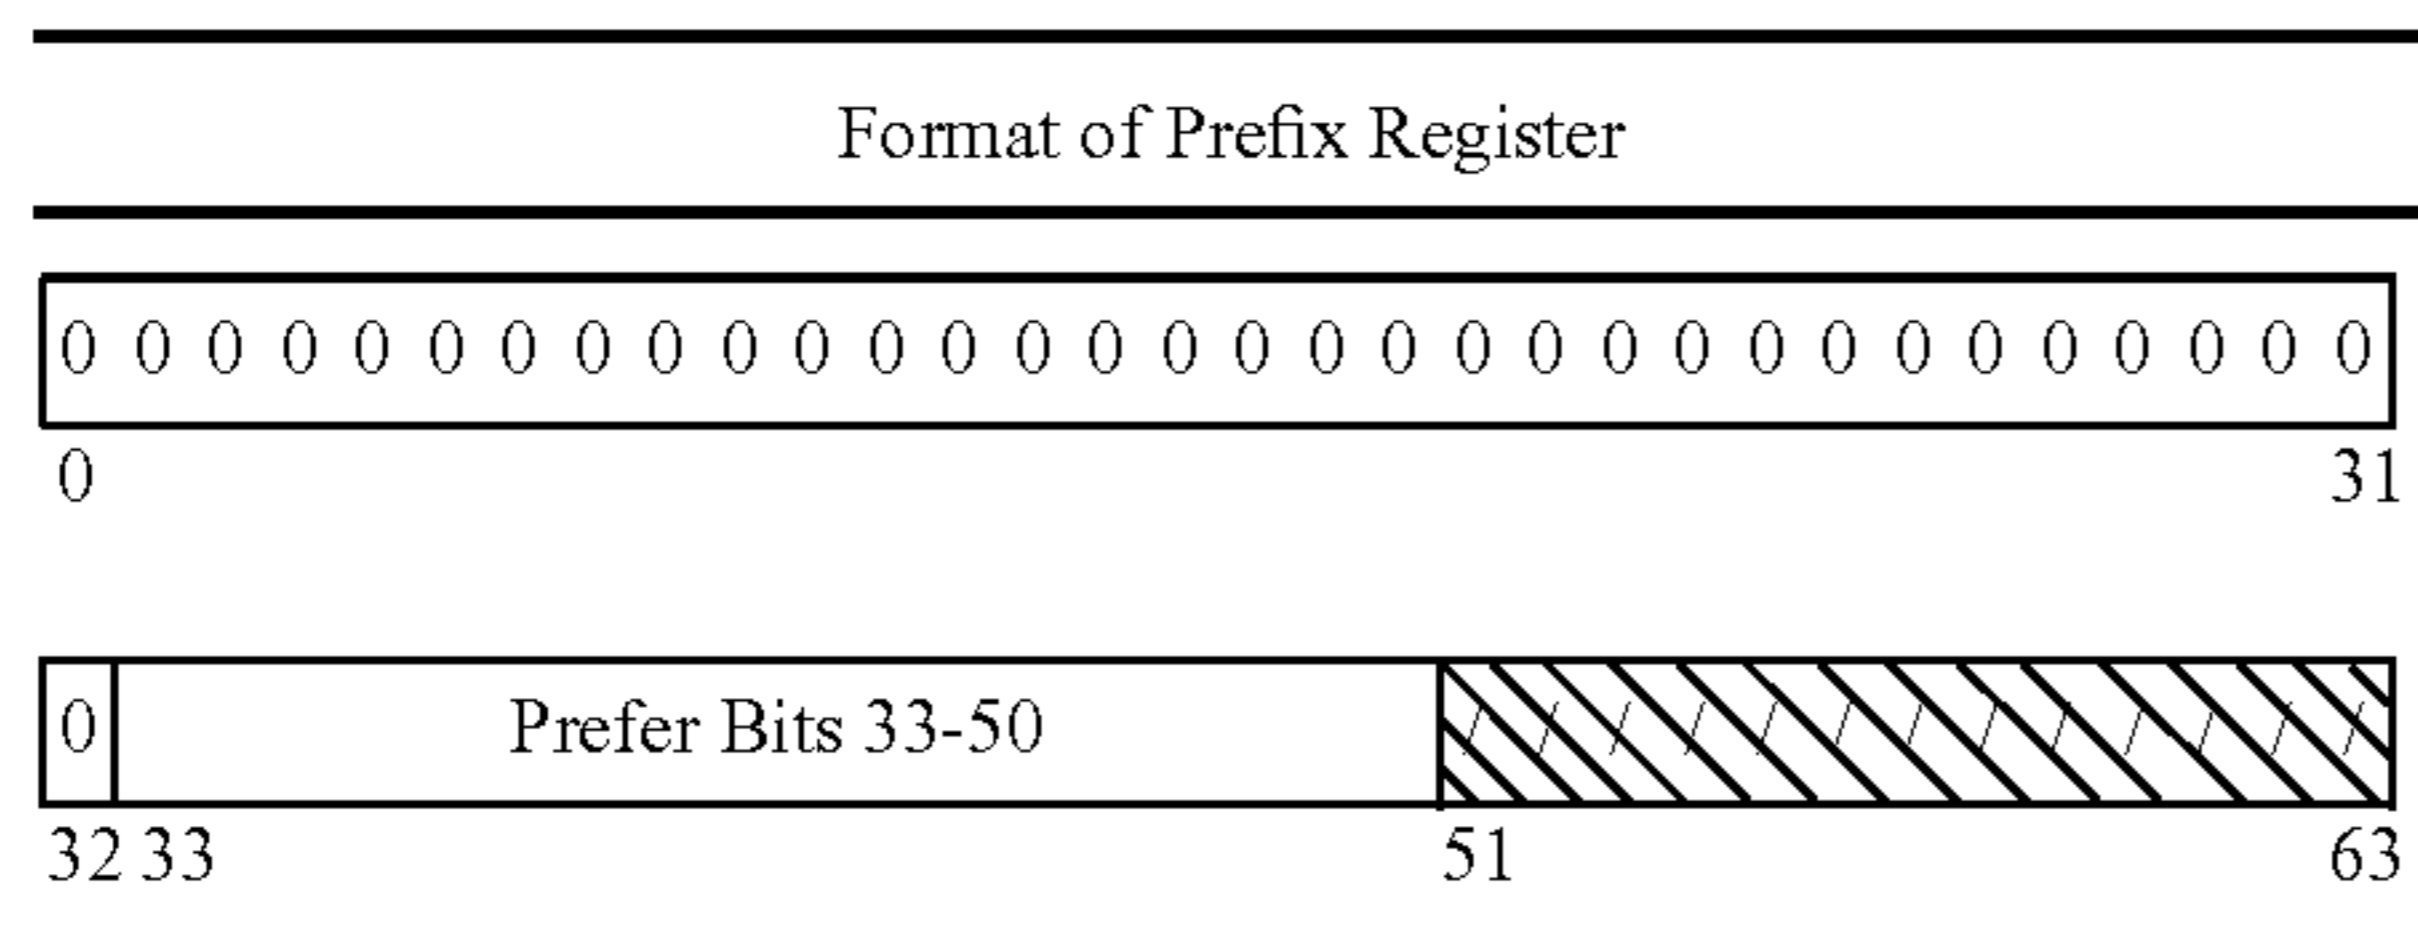 Format of Prefix Register
0 0 0 0 0 0 0 0 0 0 0 0 0 0 0 0 0 0 0 0 0 0 0 0 0 0 0 0 0 0 0 0
0 31
0 Prefer Bits 33-50
32 33 51 63